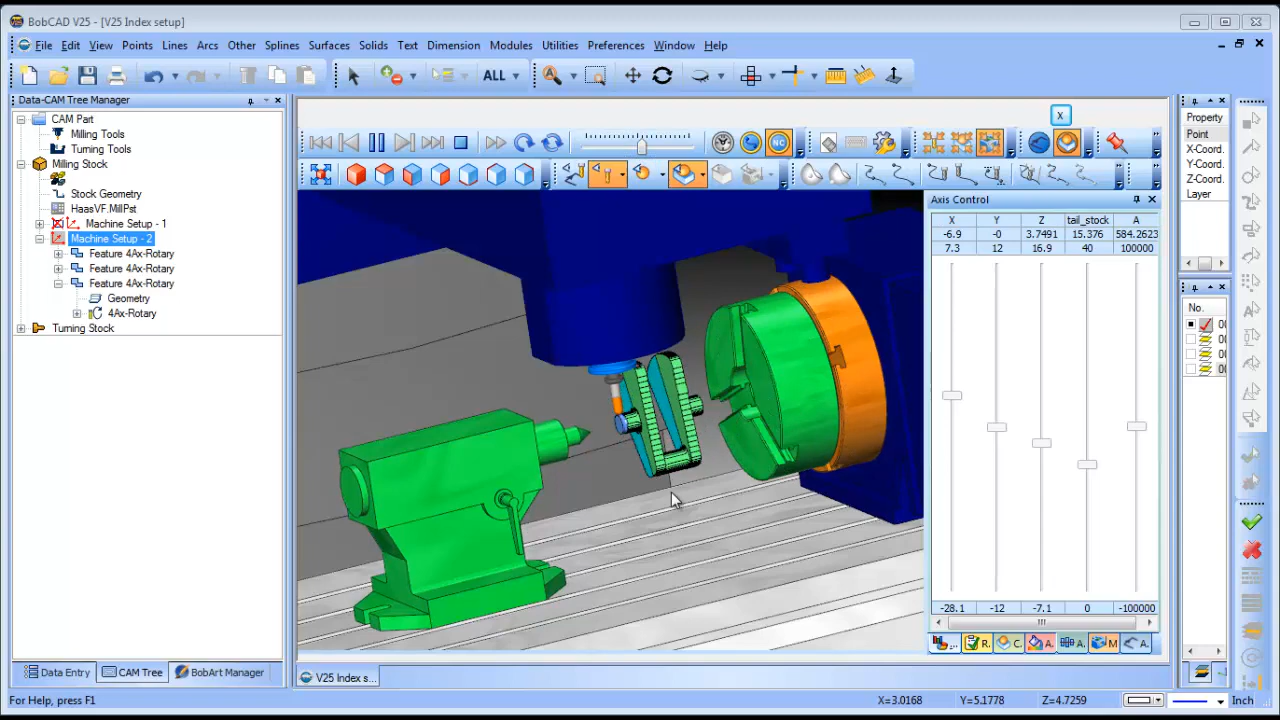 BobCAD V25 - [V25 Index setup]
File Edit View Points Lines Arcs Other Splines Surfaces Solids Text Dimension Modules Utilities Preferences Window Help
ALL
Data-CAM Tree Manager
CAM Part
Milling Tools
Turning Tools
Milling Stock
Stock Geometry
HaasVF.MillPst
Machine Setup - 1
Machine Setup - 2
Feature 4Ax-Rotary
Feature 4Ax-Rotary
Feature 4Ax-Rotary
Geometry
4Ax-Rotary
Turning Stock
Data Entry CAM Tree BobArt Manager
X
NC
Axis Control
X Y Z tail_stock A
-6.9 -0 3.7491 15.376 584.2623
7.3 12 16.9 40 100000
-28.1 -12 -7.1 0 -100000
R. C. A. A. M A.
V25 Index s...
Property
Point
X-Coord.
Y-Coord.
Z-Coord.
Layer
No.
For Help, press F1
X=3.0168 Y=5.1778 Z=4.7259 Inch